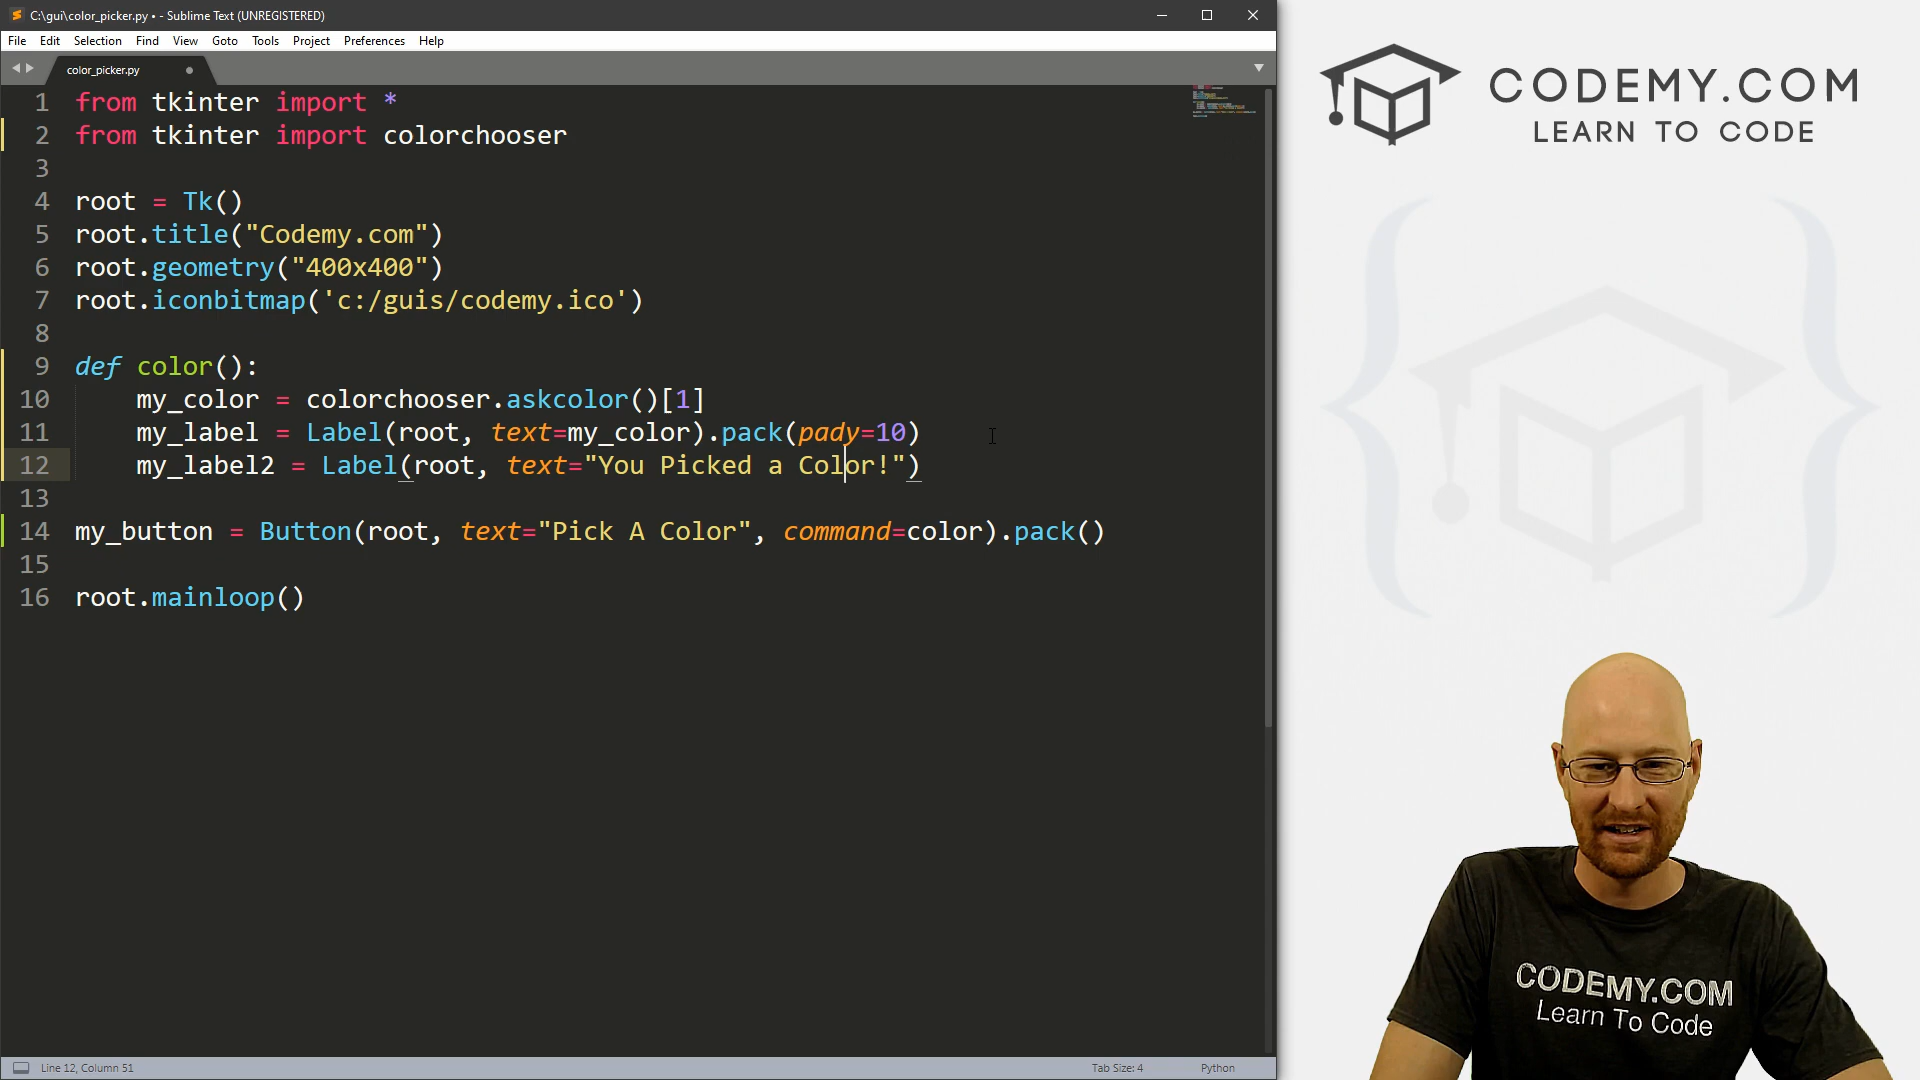 C:\gui\color_picker.py • - Sublime Text (UNREGISTERED)
File Edit Selection Find View Goto Tools Project Preferences Help
color_picker.py
1 from tkinter import *
2 from tkinter import colorchooser
3
4 root = Tk()
5 root.title("Codemy.com")
6 root.geometry("400x400")
7 root.iconbitmap('c:/guis/codemy.ico')
8
9 def color():
10 my_color = colorchooser.askcolor()[1]
11 my_label = Label(root, text=my_color).pack(pady=10)
12 my_label2 = Label(root, text="You Picked a Color!")
13
14 my_button = Button(root, text="Pick A Color", command=color).pack()
15
16 root.mainloop()
Line 12, Column 51
Tab Size: 4
Python
CODEMY.COM
LEARN TO CODE
CODEMY.COM
Learn To Code